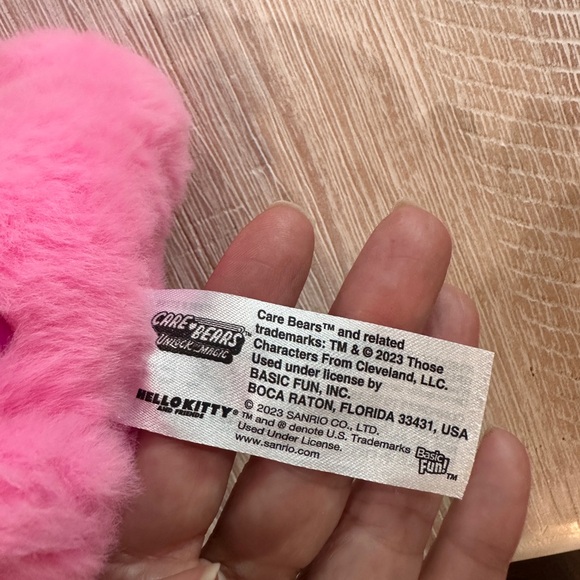 CARE BEARS™
UNLOCK THE MAGIC
Care Bears™ and related
trademarks: TM & © 2023 Those
Characters From Cleveland, LLC.
Used under license by
BASIC FUN, INC.
BOCA RATON, FLORIDA 33431, USA
HELLO KITTY®
AND FRIENDS
© 2023 SANRIO CO., LTD.
™ and ® denote U.S. Trademarks
Used Under License.
www.sanrio.com
Basic
Fun!™